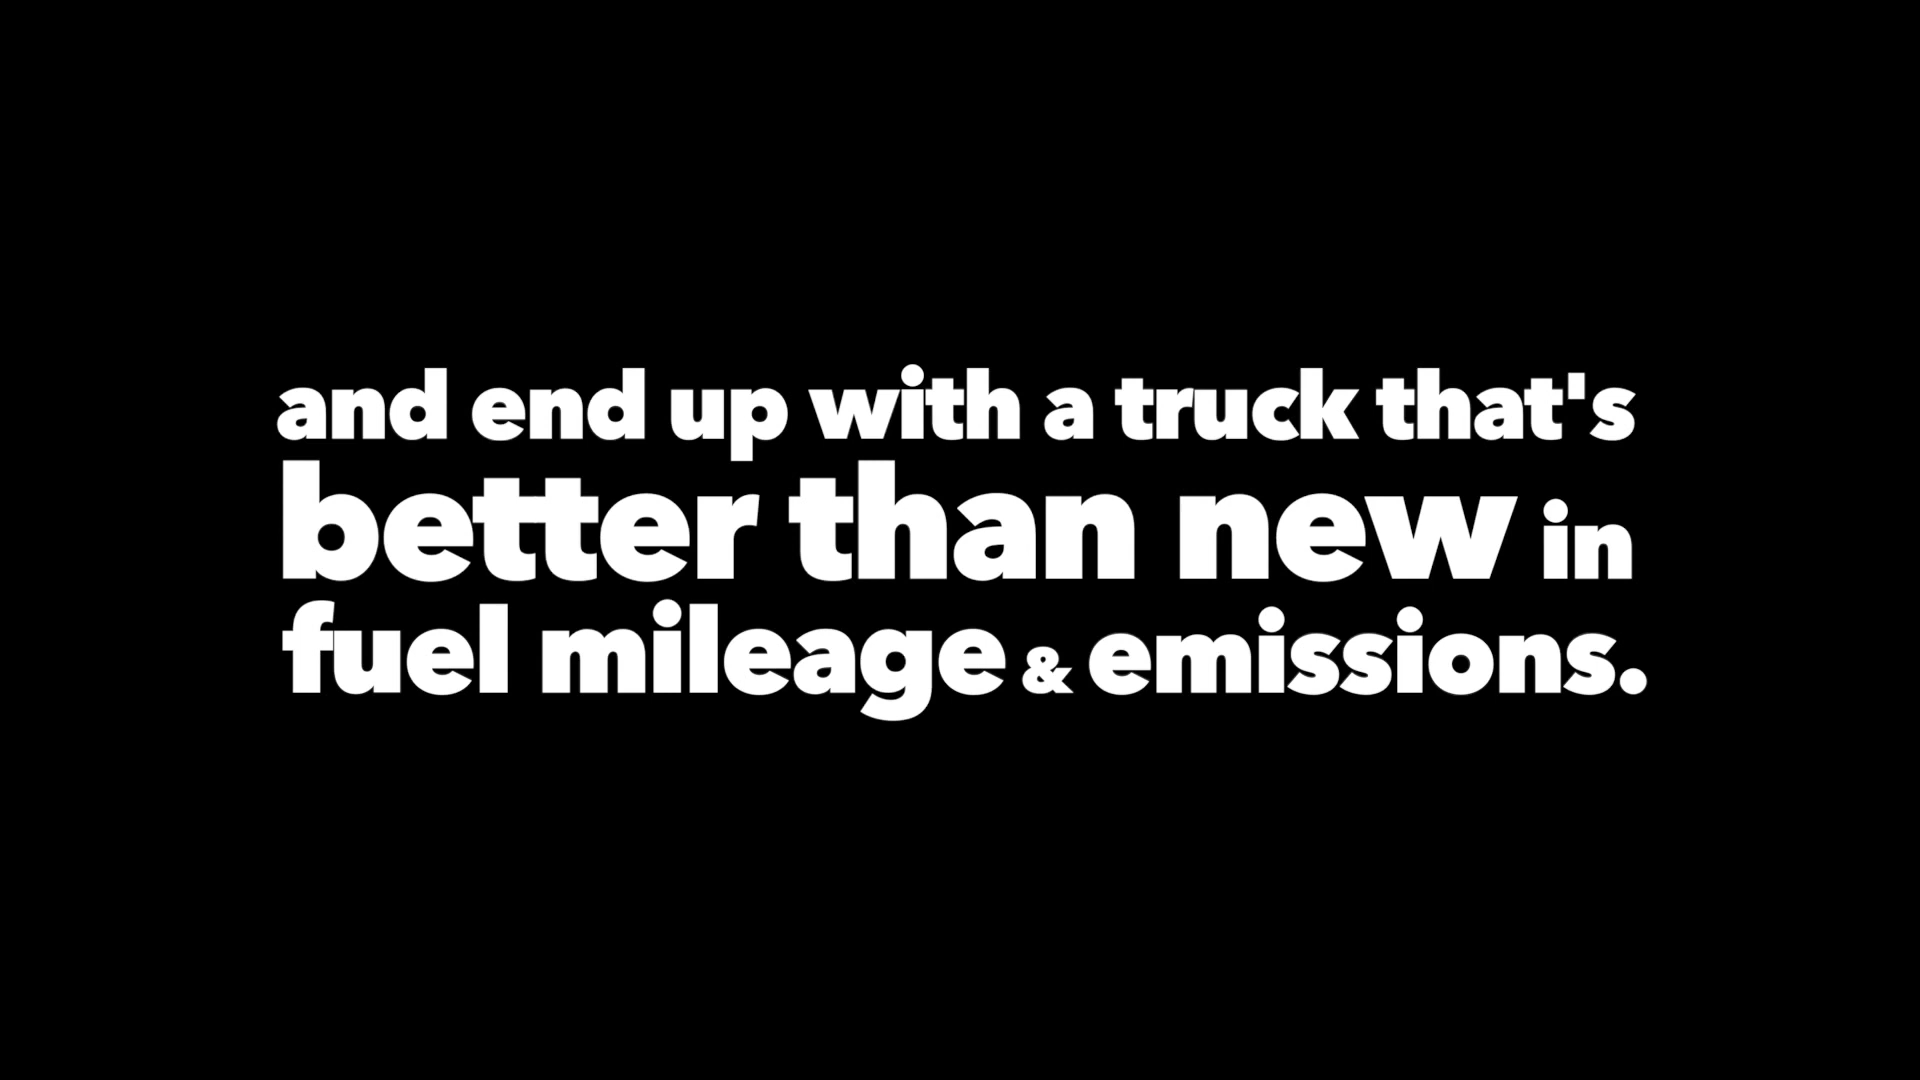 and end up with a truck that's
better than new in
fuel mileage & emissions.